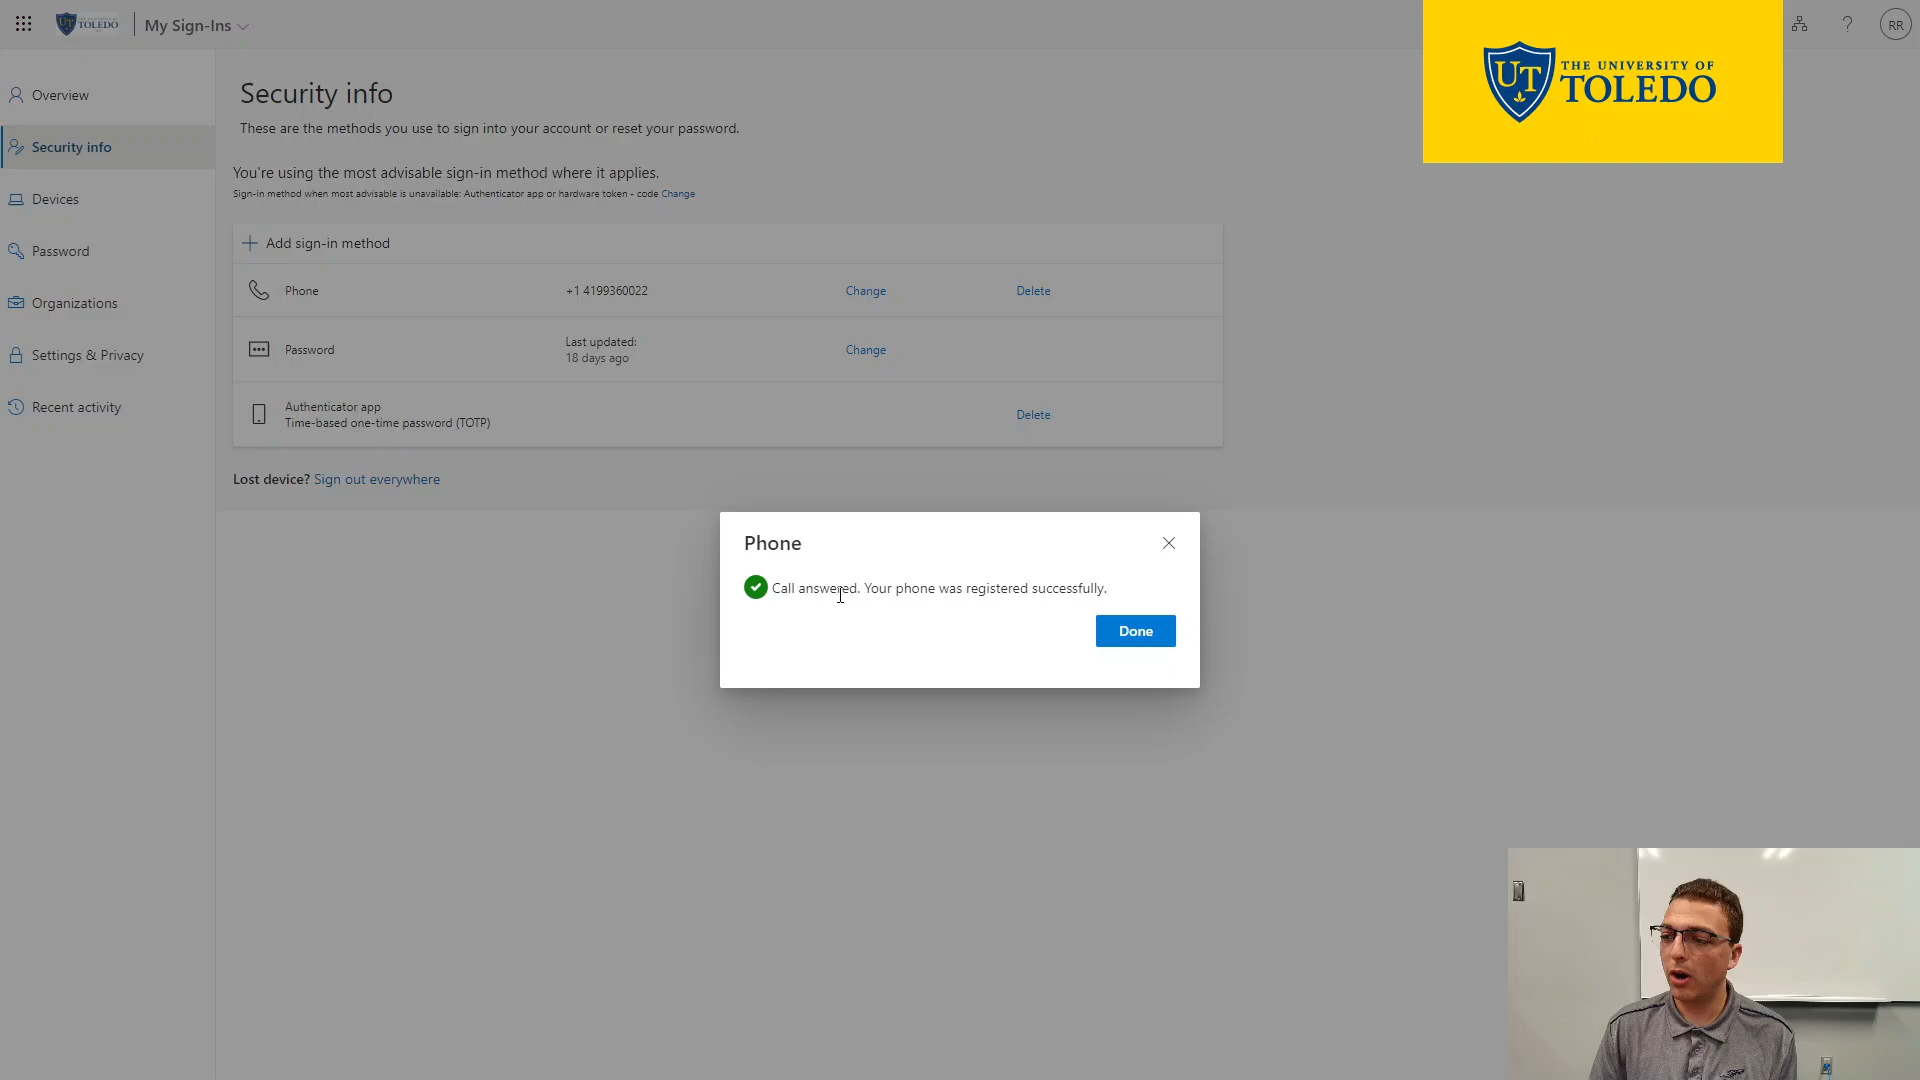 TOLEDO
My Sign-Ins
?
RR
UT
THE UNIVERSITY OF
TOLEDO
Overview
Security info
Devices
Password
Organizations
Settings & Privacy
Recent activity
Security info
These are the methods you use to sign into your account or reset your password.
You're using the most advisable sign-in method where it applies.
Sign-in method when most advisable is unavailable: Authenticator app or hardware token - code Change
Add sign-in method
Phone +1 4199360022 Change Delete
Password Last updated: Change
18 days ago
Authenticator app Delete
Time-based one-time password (TOTP)
Lost device? Sign out everywhere
Phone
Call answered. Your phone was registered successfully.
Done